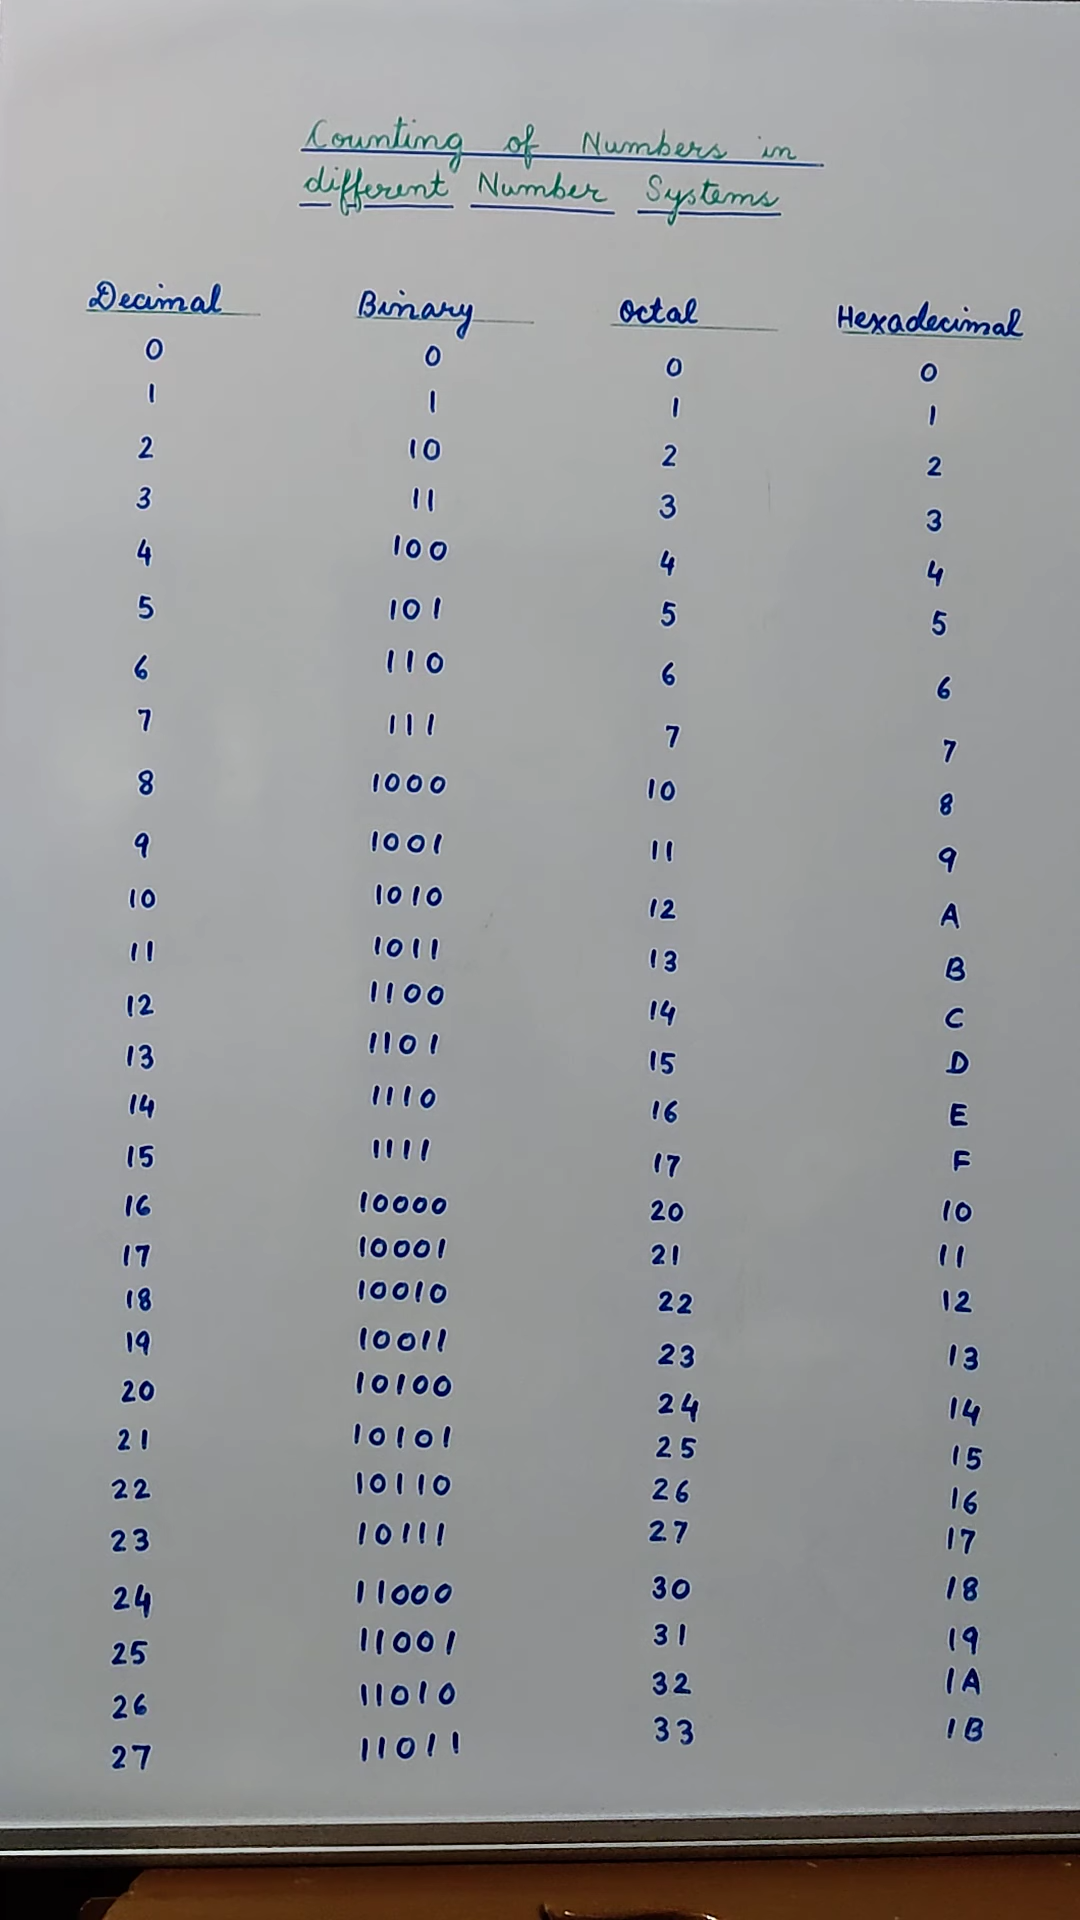 Counting of Numbers in
different Number Systems
Decimal Binary Octal Hexadecimal
0 0 0 0
1 1 1 1
2 10 2 2
3 11 3 3
4 100 4 4
5 101 5 5
6 110 6 6
7 111 7 7
8 1000 10 8
9 1001 11 9
10 1010 12 A
11 1011 13 B
12 1100 14 C
13 1101 15 D
14 1110 16 E
15 1111 17 F
16 10000 20 10
17 10001 21 11
18 10010 22 12
19 10011 23 13
20 10100 24 14
21 10101 25 15
22 10110 26 16
23 10111 27 17
24 11000 30 18
25 11001 31 19
26 11010 32 1A
27 11011 33 1B